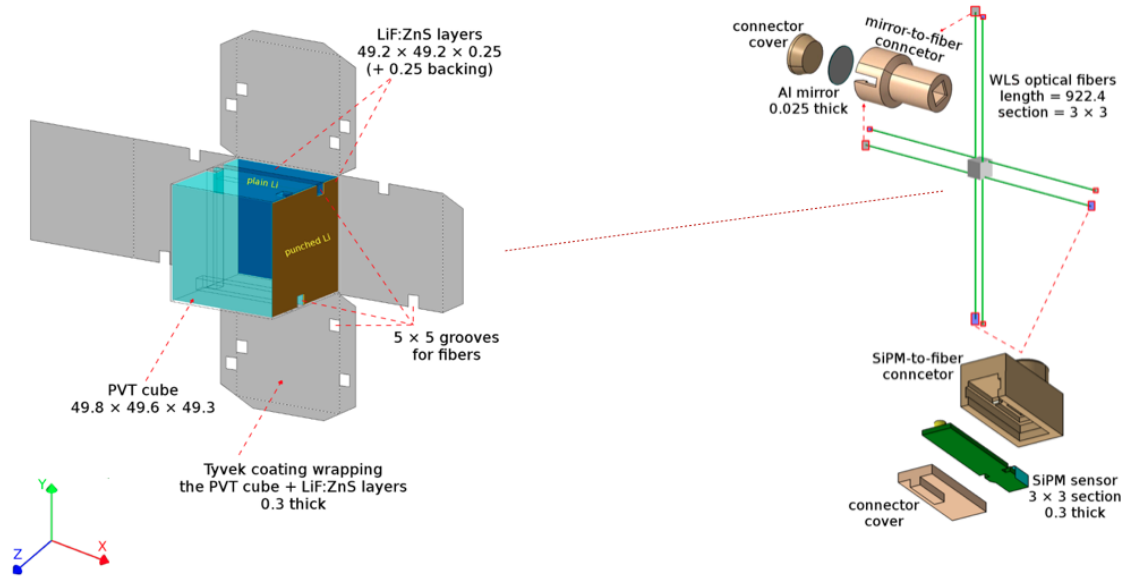 LiF:ZnS layers
49.2 × 49.2 × 0.25
(+ 0.25 backing)
plain Li
punched Li
5 × 5 grooves
for fibers
PVT cube
49.8 × 49.6 × 49.3
Tyvek coating wrapping
the PVT cube + LiF:ZnS layers
0.3 thick
Y
X
Z
connector
cover
mirror-to-fiber
conncetor
Al mirror
0.025 thick
WLS optical fibers
length = 922.4
section = 3 × 3
SiPM-to-fiber
conncetor
SiPM sensor
3 × 3 section
0.3 thick
connector
cover